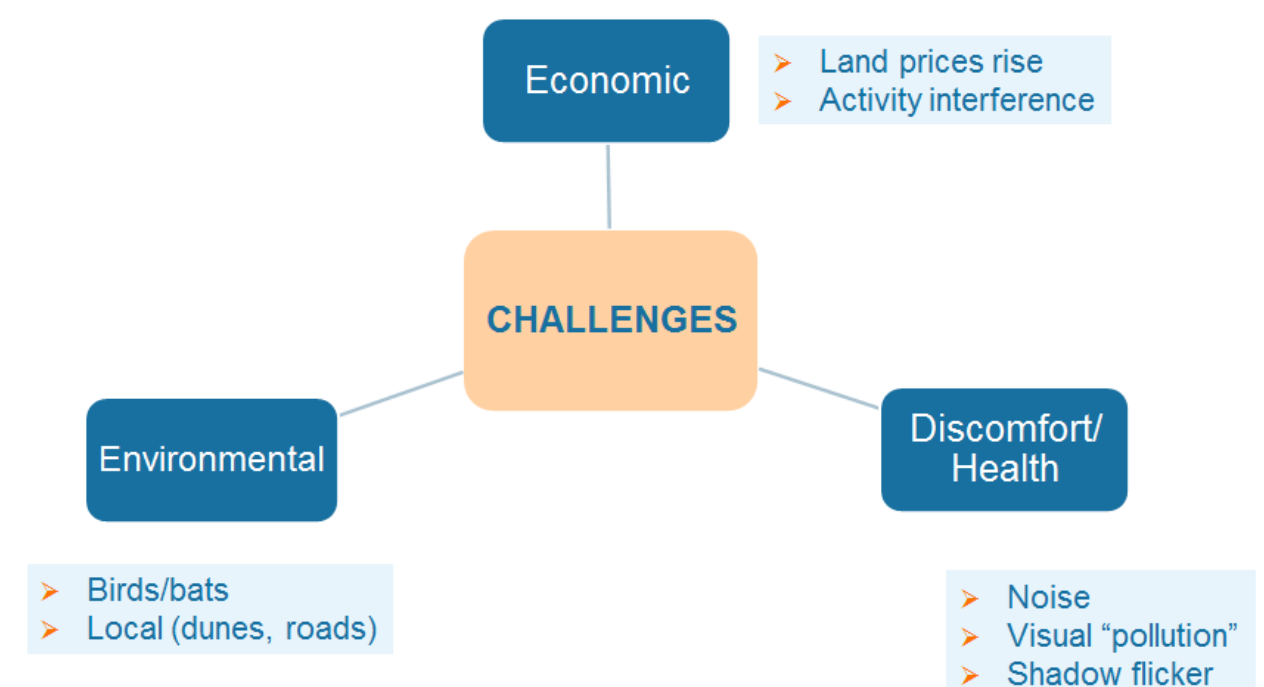 Economic
➢ Land prices rise
➢ Activity interference
CHALLENGES
Environmental
Discomfort/
Health
➢ Birds/bats
➢ Local (dunes, roads)
➢ Noise
➢ Visual “pollution”
➢ Shadow flicker